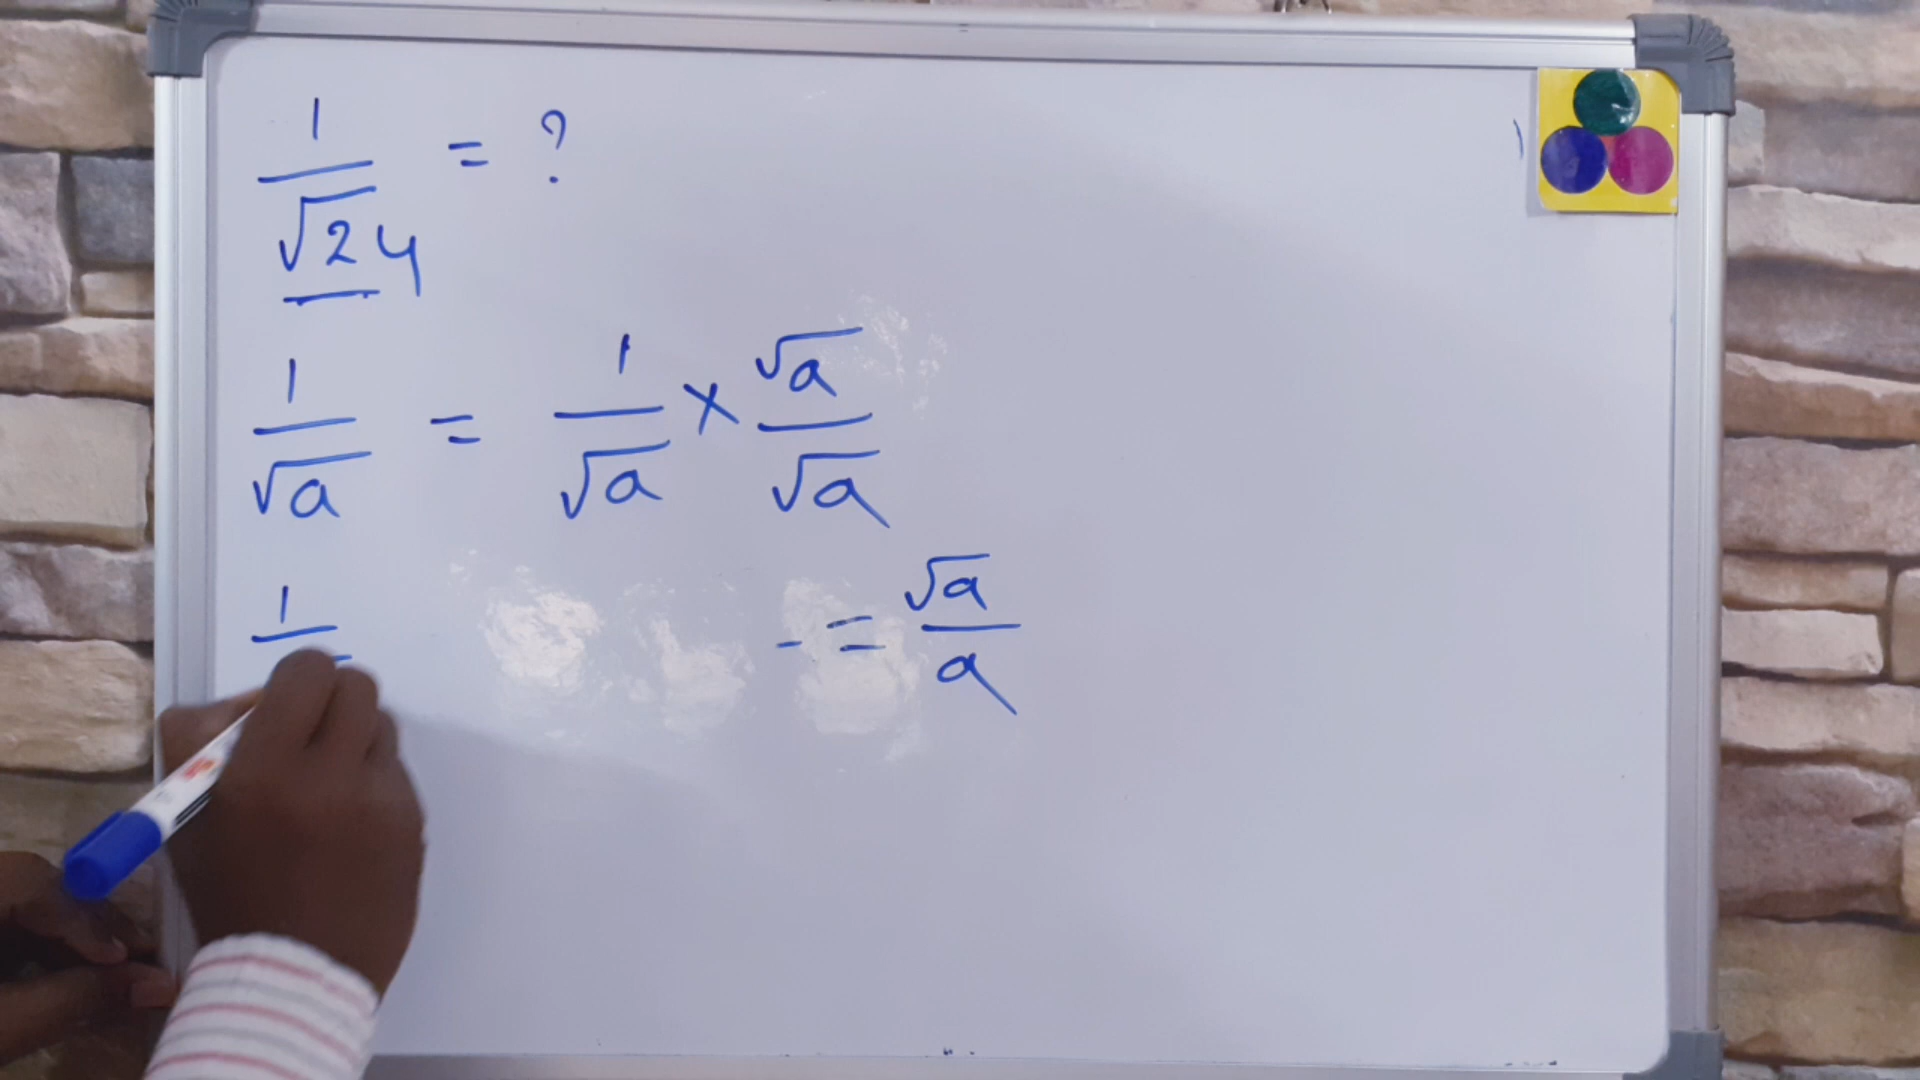 1/√24 = ?
1/√a = 1/√a × √a/√a
1/ - = √a/a